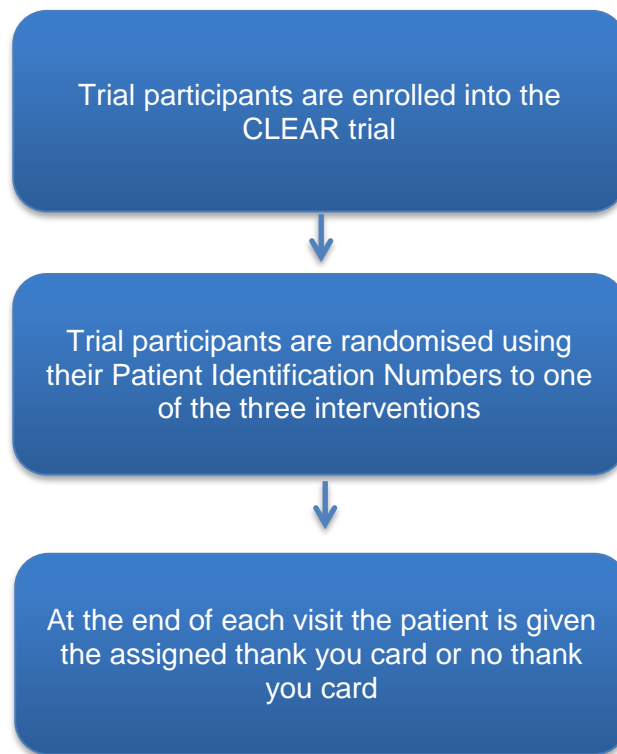 Trial participants are enrolled into the
CLEAR trial
Trial participants are randomised using
their Patient Identification Numbers to one
of the three interventions
At the end of each visit the patient is given
the assigned thank you card or no thank
you card